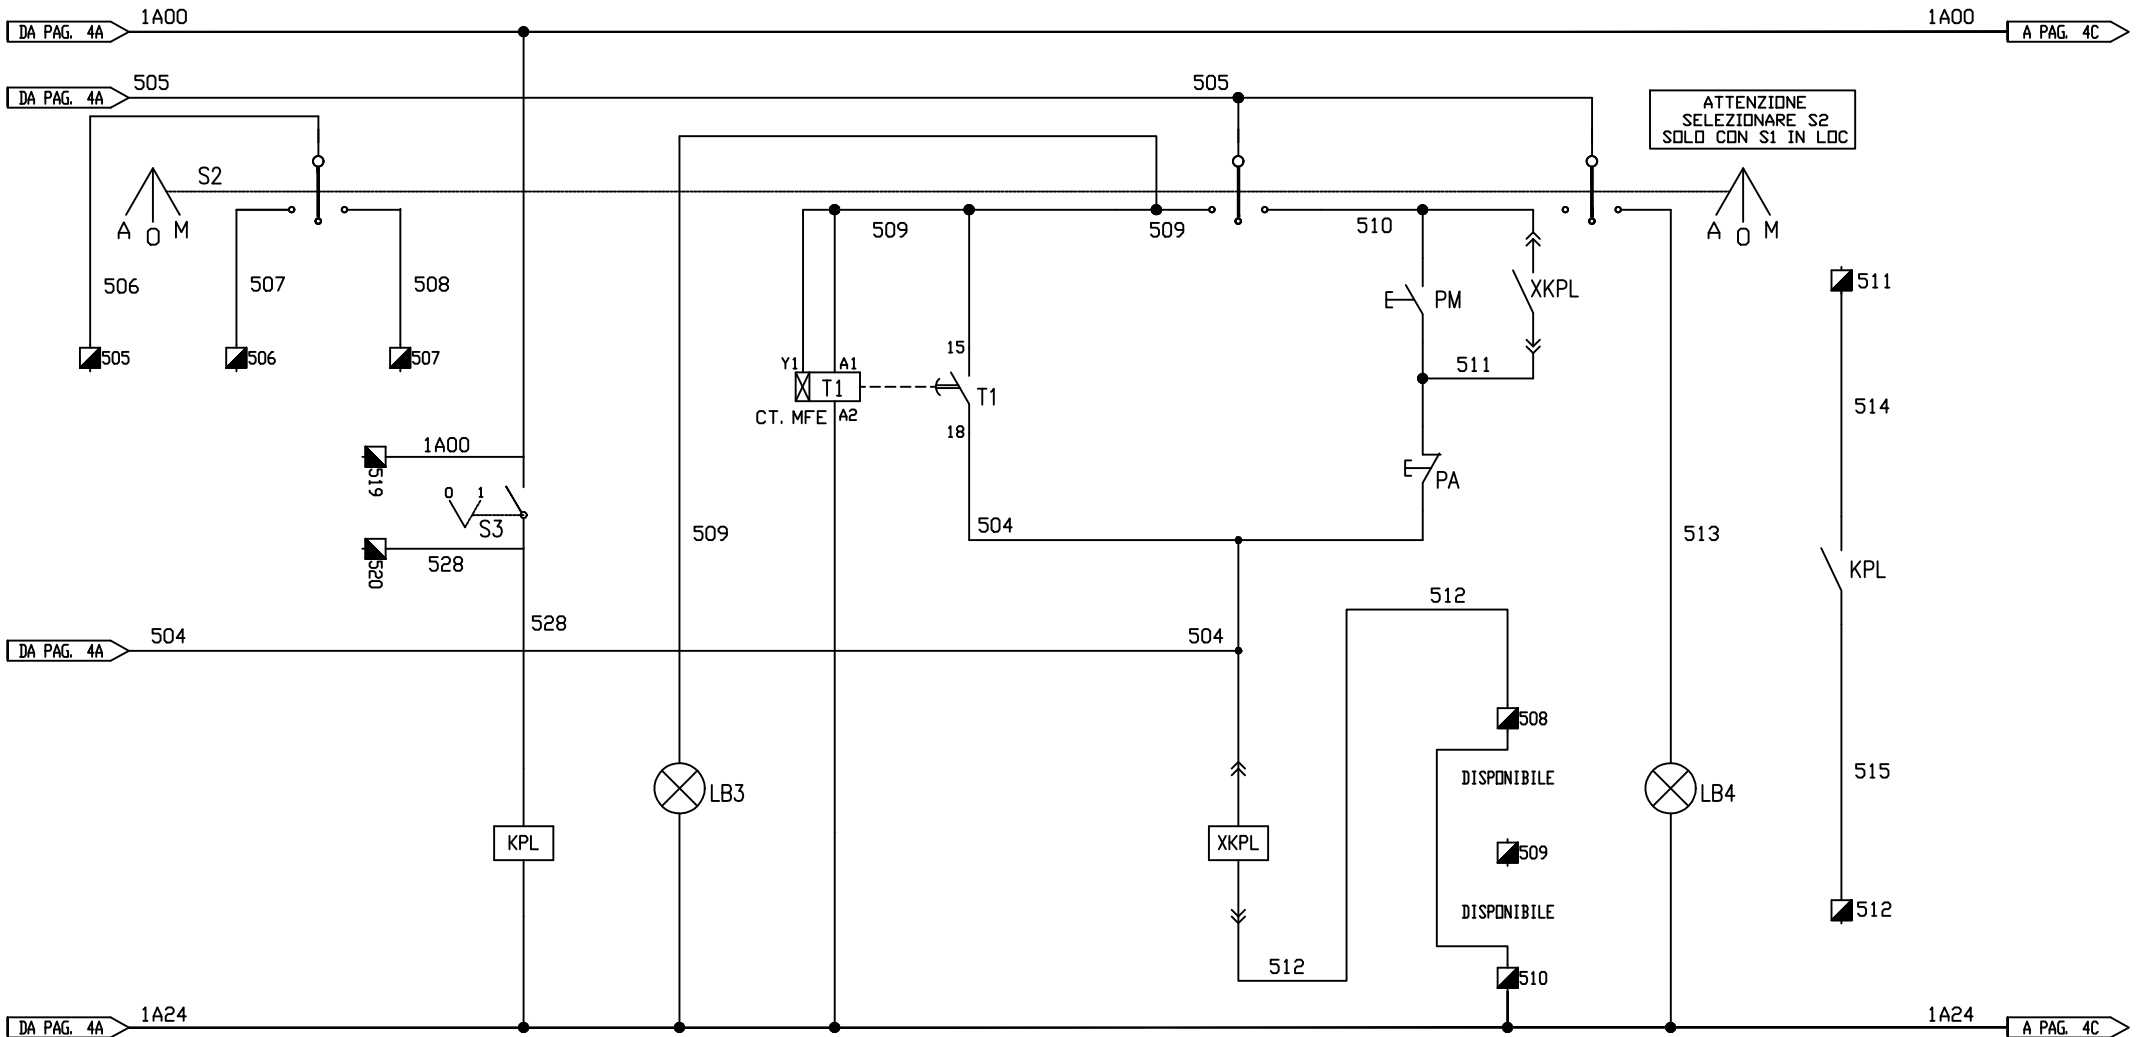 1A00
1A00
DA PAG. 4A
A PAG. 4C
505
505
DA PAG. 4A
ATTENZIONE
SELEZIONARE S2
SOLO CON S1 IN LOC
S2
A O M
509
509
510
A O M
506
507
508
PM
XKPL
511
505
506
507
15
Y1
A1
T1
T1
511
CT. MFE
A2
18
514
1A00
519
PA
0 1
S3
504
509
513
528
520
KPL
512
528
504
504
DA PAG. 4A
508
DISPONIBILE
515
LB3
LB4
KPL
XKPL
509
DISPONIBILE
512
512
510
1A24
1A24
DA PAG. 4A
A PAG. 4C